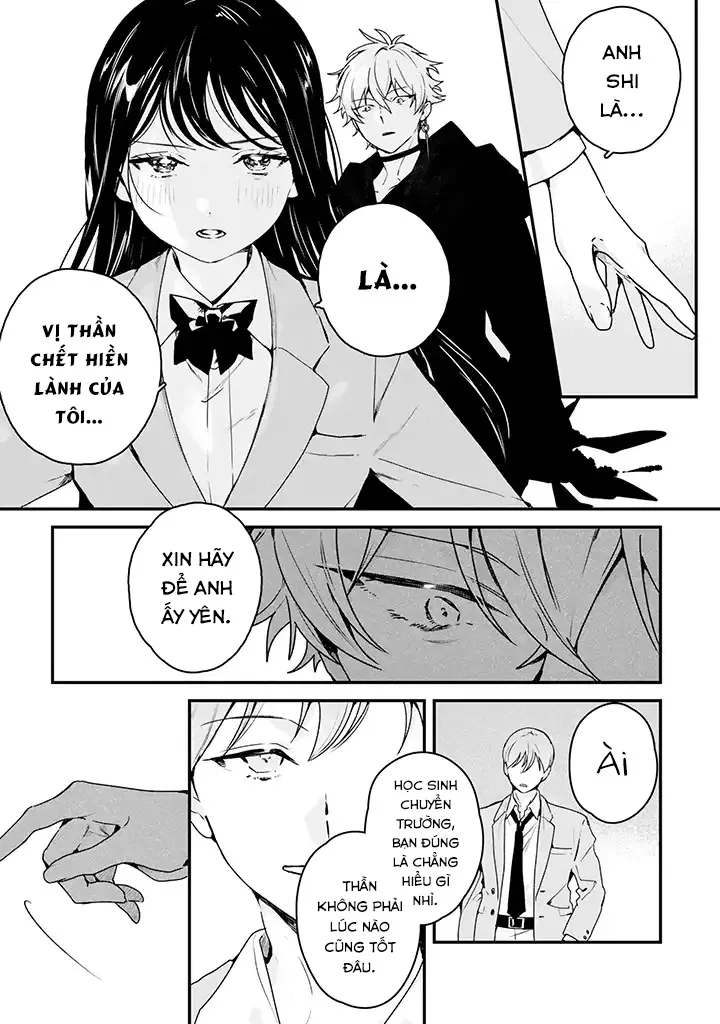 ANH
SHI
LÀ...
LÀ...
VỊ THẦN
CHẾT HIỀN
LÀNH CỦA
TÔI...
XIN HÃY
ĐỂ ANH
ẤY YÊN.
ÀI
HỌC SINH
CHUYỂN
TRƯỜNG,
BẠN ĐÚNG
LÀ CHẲNG
HIỂU GÌ
NHỈ.
THẦN
KHÔNG PHẢI
LÚC NÀO
CŨNG TỐT
ĐÂU.